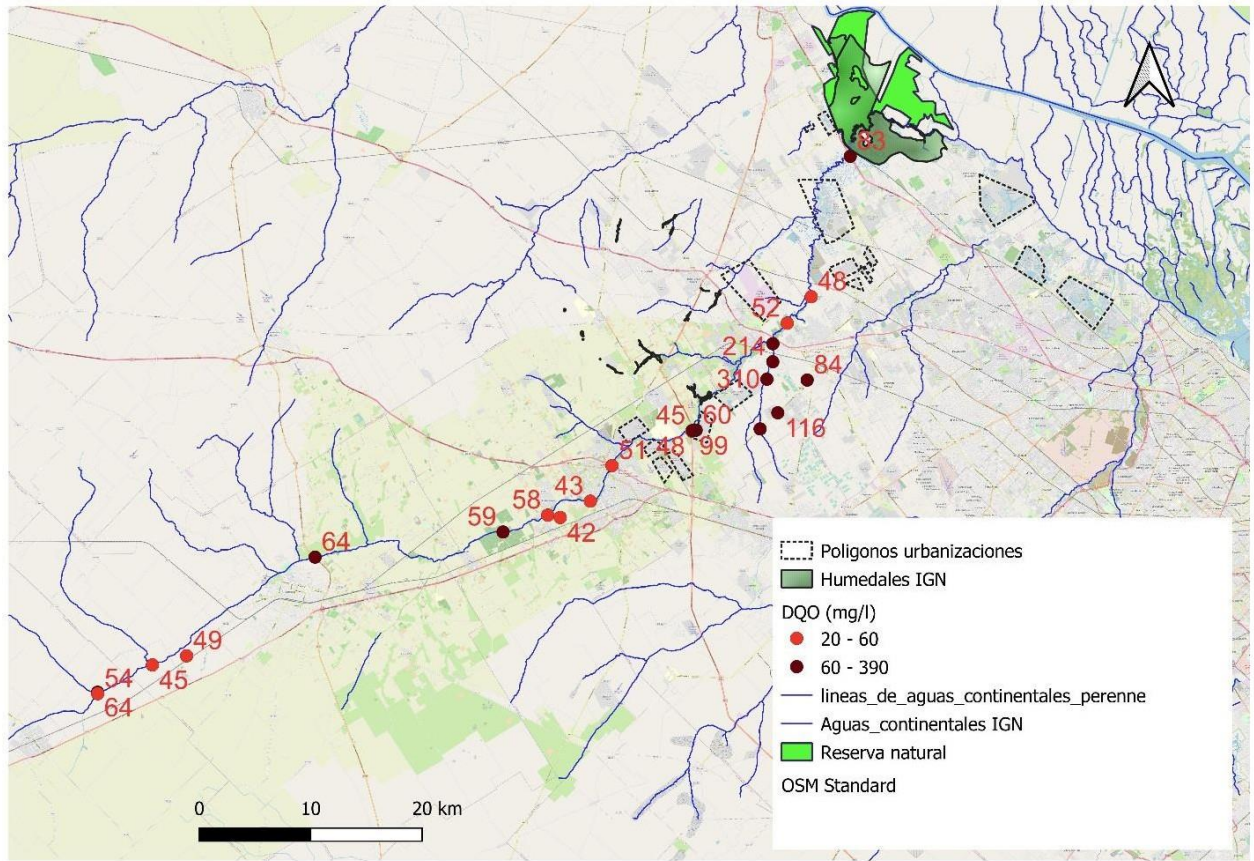 83
48
52
214
310
84
45
60
116
51
48
99
43
58
42
59
64
49
54
45
64
Poligonos urbanizaciones
Humedales IGN
DQO (mg/l)
20 - 60
60 - 390
lineas_de_aguas_continentales_perenne
Aguas_continentales IGN
Reserva natural
OSM Standard
0
10
20 km